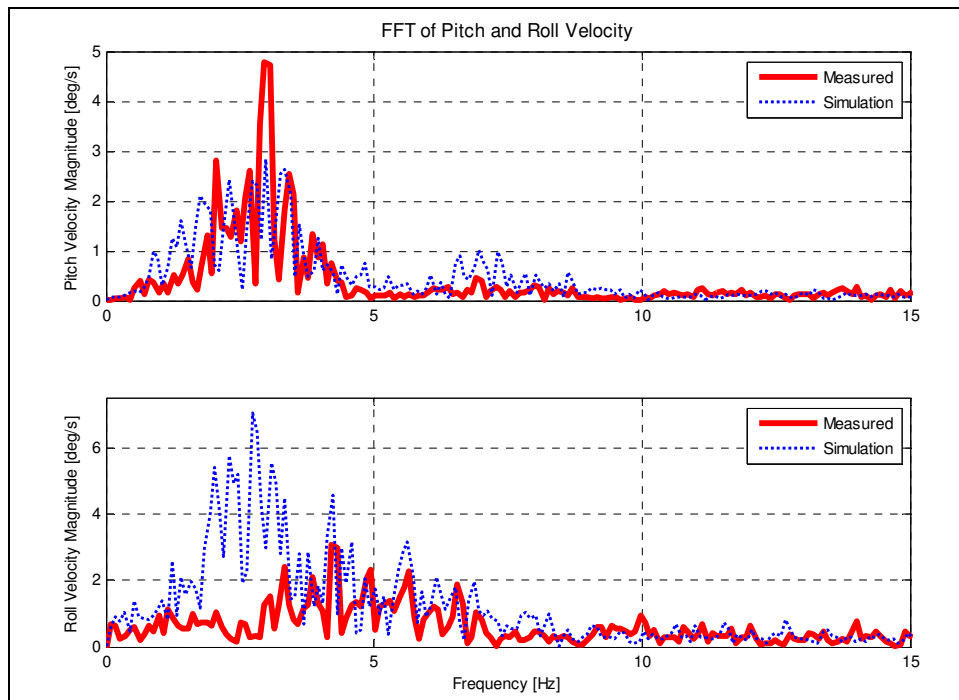 FFT of Pitch and Roll Velocity
Pitch Velocity Magnitude [deg/s]
5
4
3
2
1
0
0
5
10
15
Measured
Simulation
Roll Velocity Magnitude [deg/s]
6
4
2
0
0
5
10
15
Measured
Simulation
Frequency [Hz]